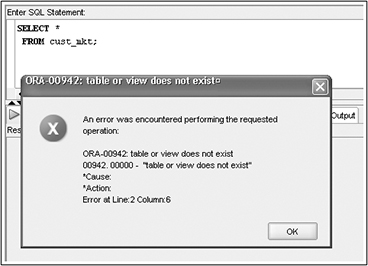 Enter SQL Statement:
SELECT *
FROM cust_mkt;
ORA-00942: table or view does not exist¤
An error was encountered performing the requested
operation:
ORA-00942: table or view does not exist
00942. 00000 - "table or view does not exist"
*Cause:
*Action:
Error at Line:2 Column:6
OK
Output
Res